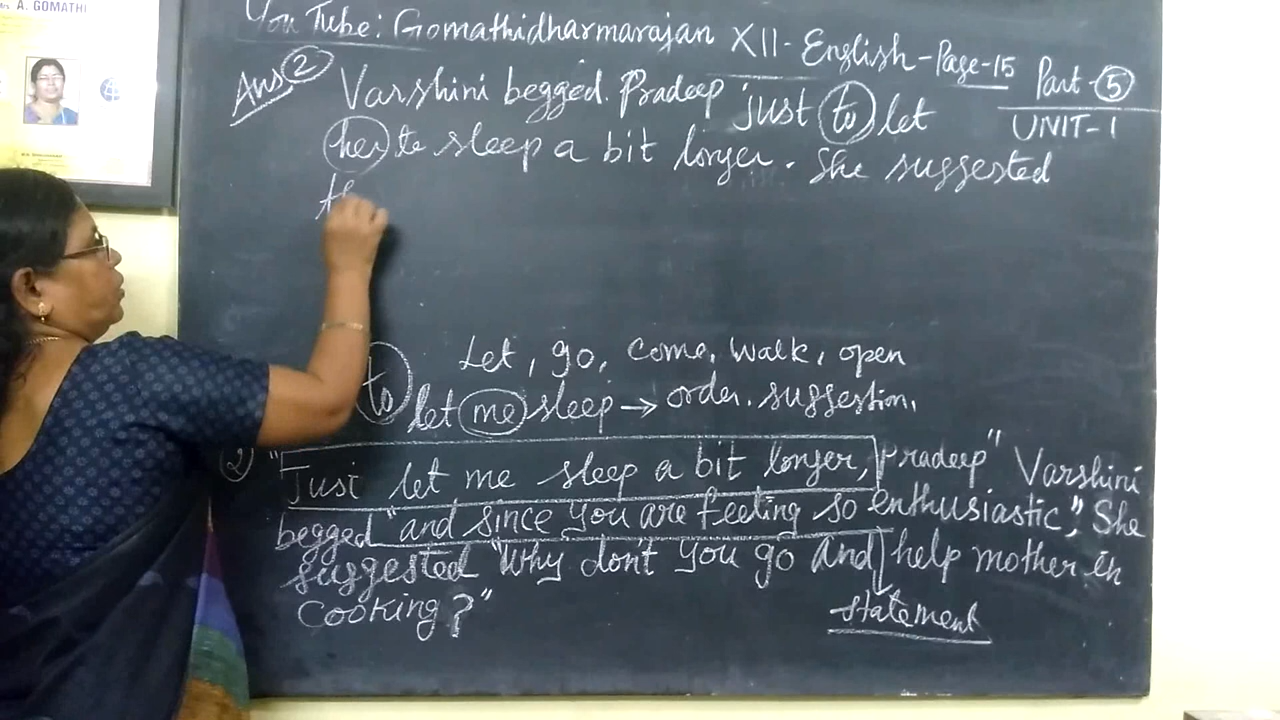 Mrs A. GOMATHI
YouTube: Gomathidharmarajan XII - English - Page - 15 Part - 5
UNIT - 1
Ans 2 Varshini begged. Pradeep just to let
her to sleep a bit longer. She suggested
th
Let, go, come, walk, open
to let me sleep → order. suggestion,
2) "Just let me sleep a bit longer, Pradeep" Varshini
begged "and since you are feeling so enthusiastic", She
suggested "Why don't you go and help mother in
cooking?"
statement